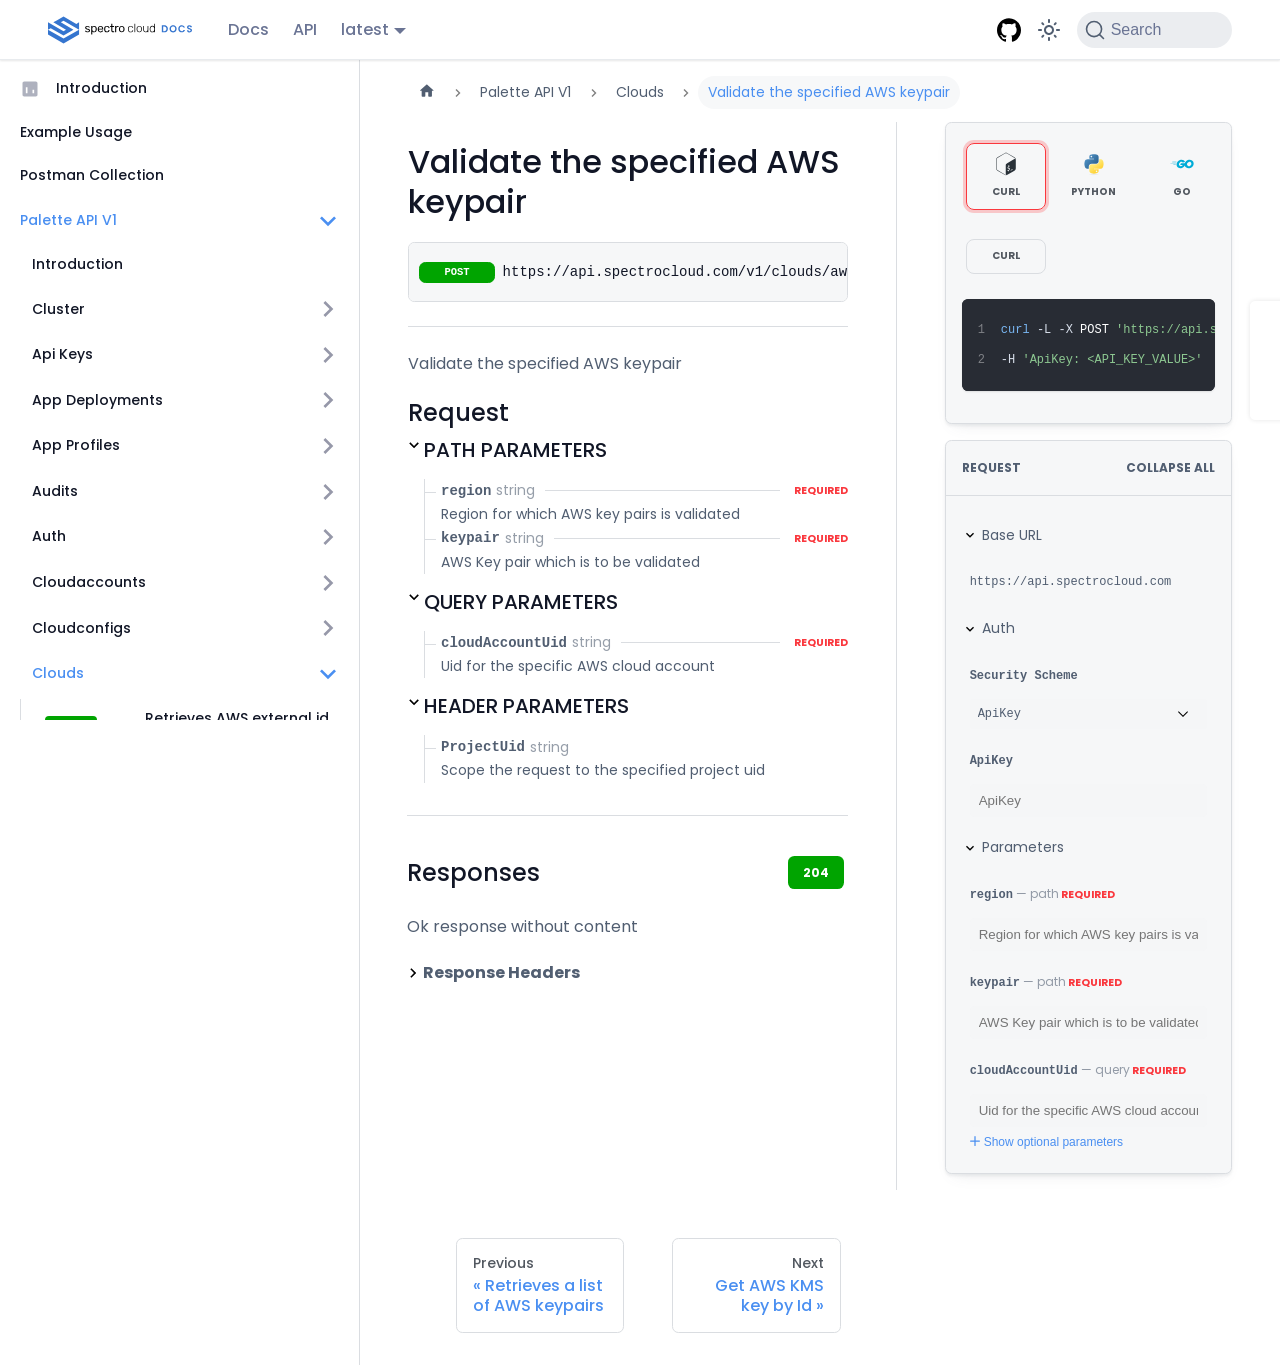 spectro cloud DOCS
Docs
API
latest
Search
Introduction
Example Usage
Postman Collection
Palette API V1
Introduction
Cluster
Api Keys
App Deployments
App Profiles
Audits
Auth
Cloudaccounts
Cloudconfigs
Clouds
Retrieves AWS external id
Palette API V1
Clouds
Validate the specified AWS keypair
Validate the specified AWS
keypair
POST https://api.spectrocloud.com/v1/clouds/aw
Validate the specified AWS keypair
Request
PATH PARAMETERS
region string REQUIRED
Region for which AWS key pairs is validated
keypair string REQUIRED
AWS Key pair which is to be validated
QUERY PARAMETERS
cloudAccountUid string REQUIRED
Uid for the specific AWS cloud account
HEADER PARAMETERS
ProjectUid string
Scope the request to the specified project uid
Responses
204
Ok response without content
Response Headers
CURL
PYTHON
GO
CURL
1 curl -L -X POST 'https://api.s
2 -H 'ApiKey: <API_KEY_VALUE>'
REQUEST
COLLAPSE ALL
Base URL
https://api.spectrocloud.com
Auth
Security Scheme
ApiKey
ApiKey
ApiKey
Parameters
region — path REQUIRED
Region for which AWS key pairs is va
keypair — path REQUIRED
AWS Key pair which is to be validated
cloudAccountUid — query REQUIRED
Uid for the specific AWS cloud accoun
Show optional parameters
Previous
« Retrieves a list
of AWS keypairs
Next
Get AWS KMS
key by Id »